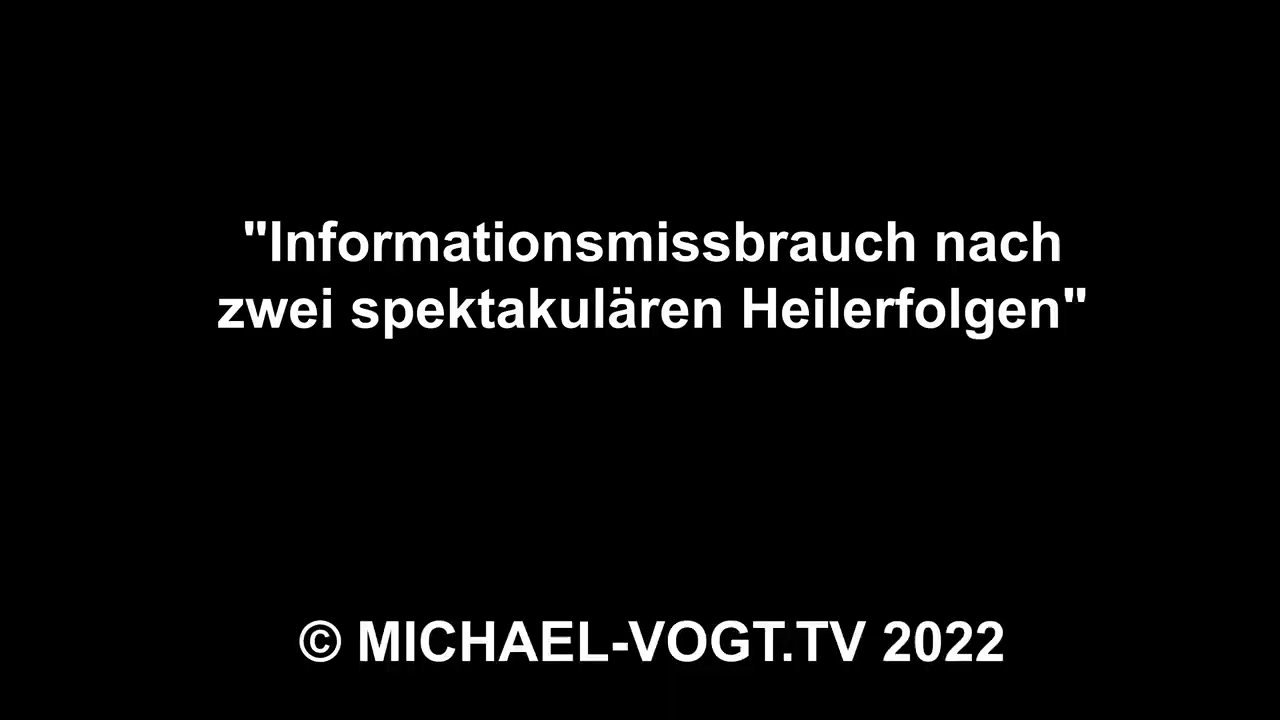 "Informationsmissbrauch nach
zwei spektakulären Heilerfolgen"
© MICHAEL-VOGT.TV 2022